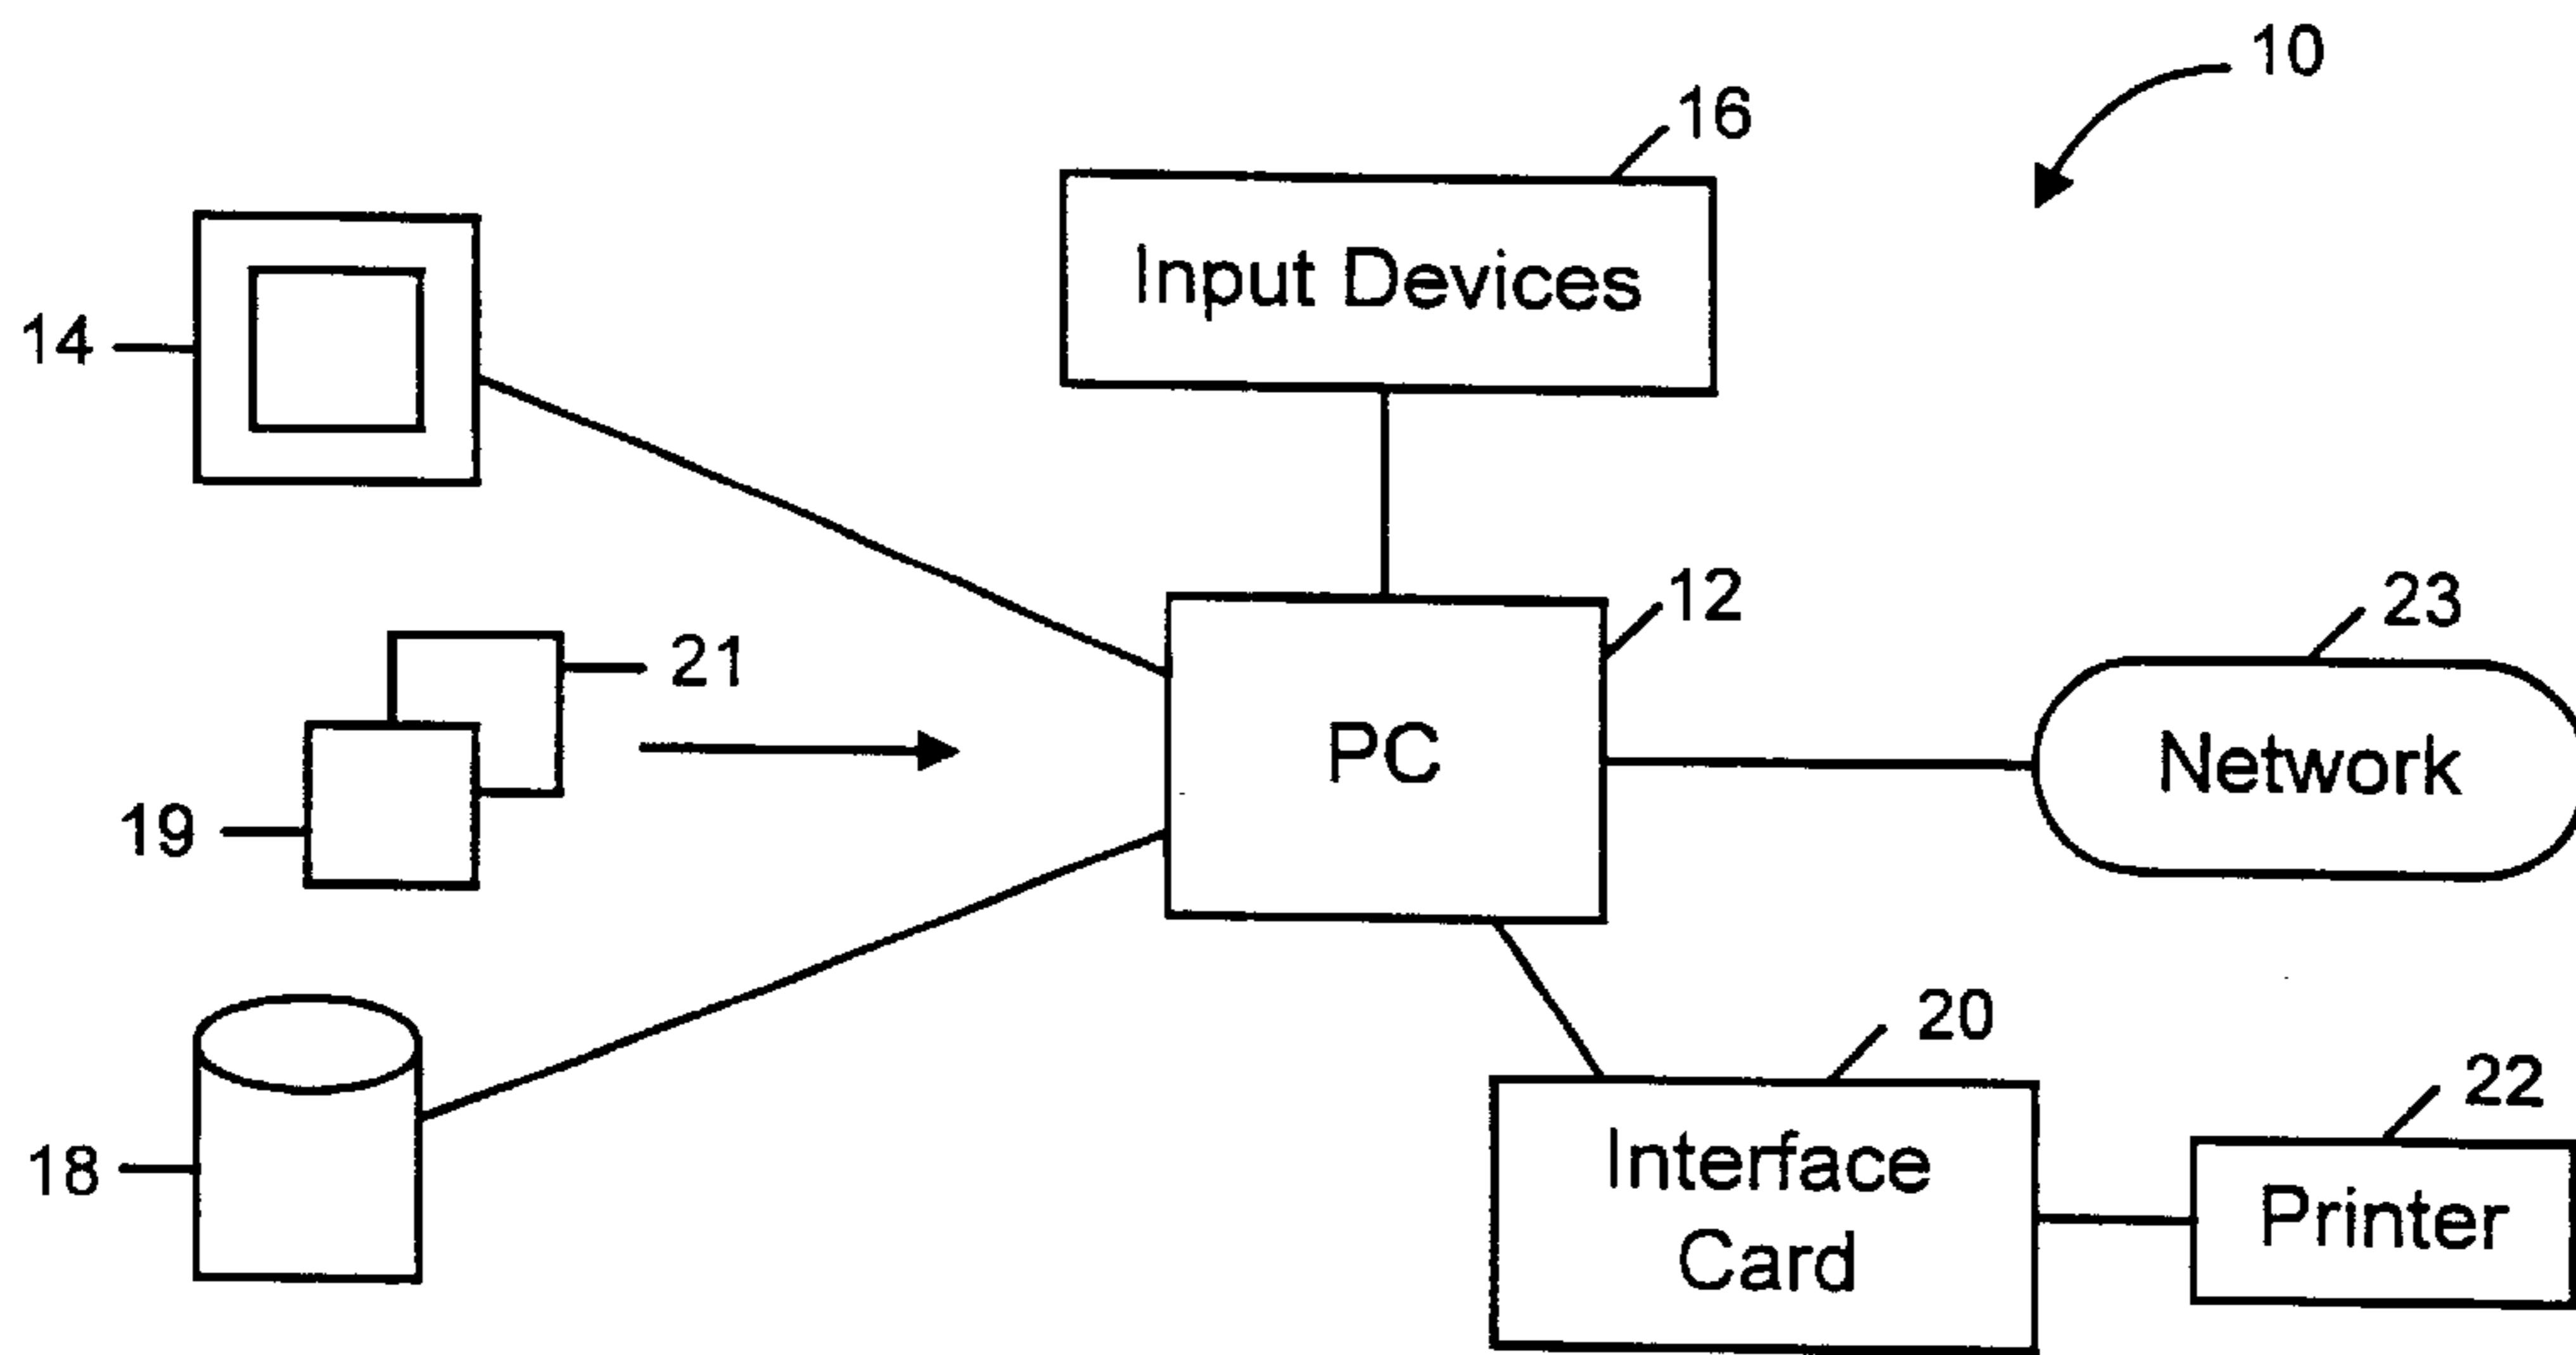 10
16
Input Devices
14
12
23
21
PC
Network
19
20
22
18
Interface
Card
Printer